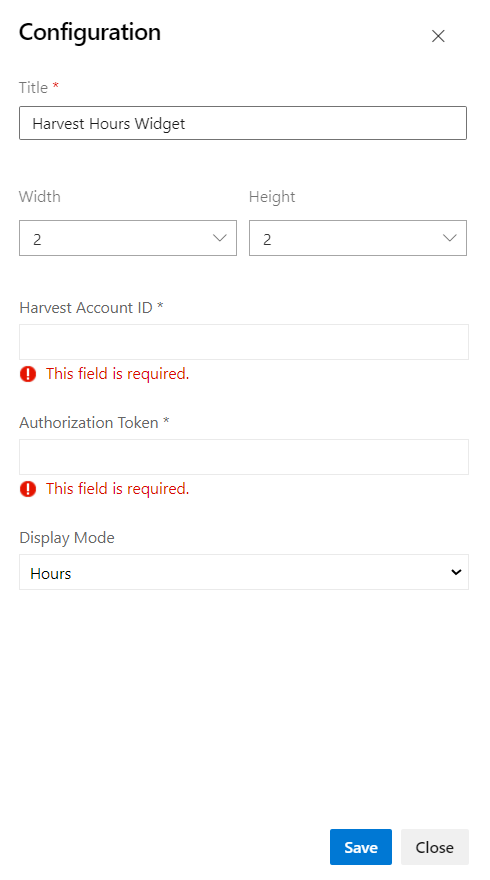 Configuration
Title *
Harvest Hours Widget
Width Height
2 2
Harvest Account ID *
This field is required.
Authorization Token *
This field is required.
Display Mode
Hours
Save Close